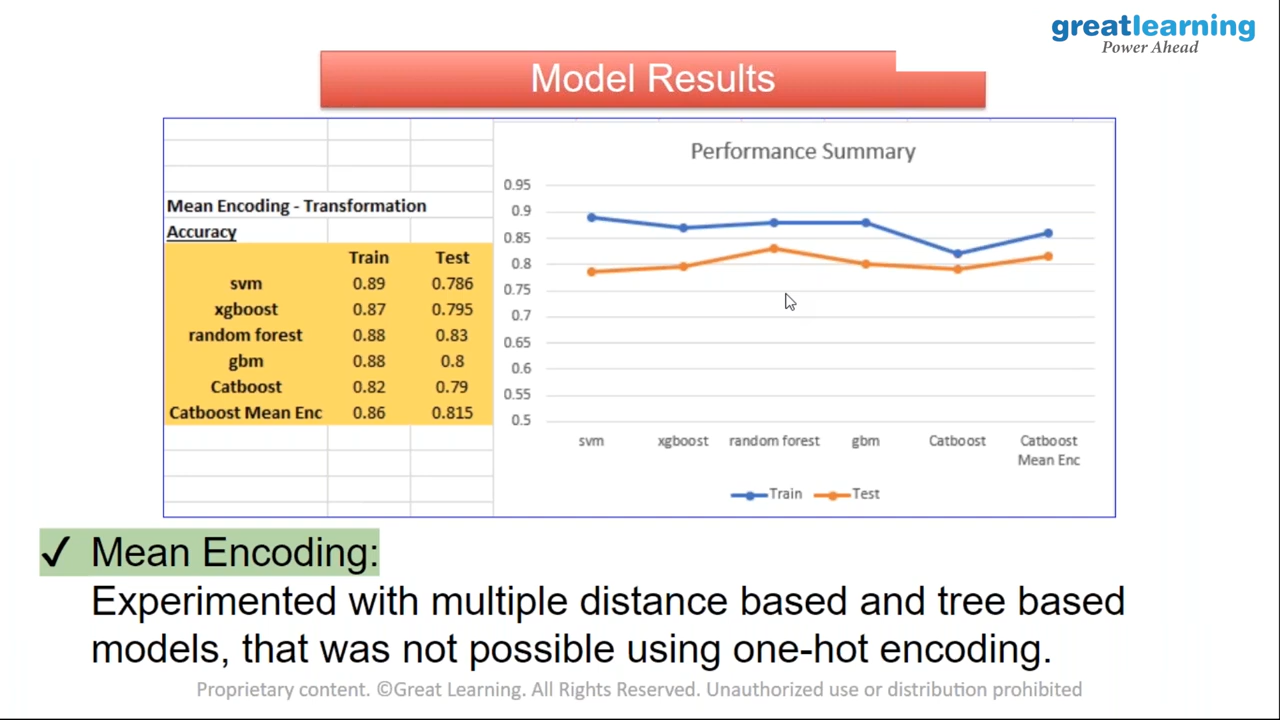 greatlearning
Power Ahead
Model Results
Mean Encoding - Transformation
Accuracy
Train Test
svm 0.89 0.786
xgboost 0.87 0.795
random forest 0.88 0.83
gbm 0.88 0.8
Catboost 0.82 0.79
Catboost Mean Enc 0.86 0.815
Performance Summary
0.95
0.9
0.85
0.8
0.75
0.7
0.65
0.6
0.55
0.5
svm xgboost random forest gbm Catboost Catboost
Mean Enc
Train Test
✓ Mean Encoding:
Experimented with multiple distance based and tree based
models, that was not possible using one-hot encoding.
Proprietary content. ©Great Learning. All Rights Reserved. Unauthorized use or distribution prohibited